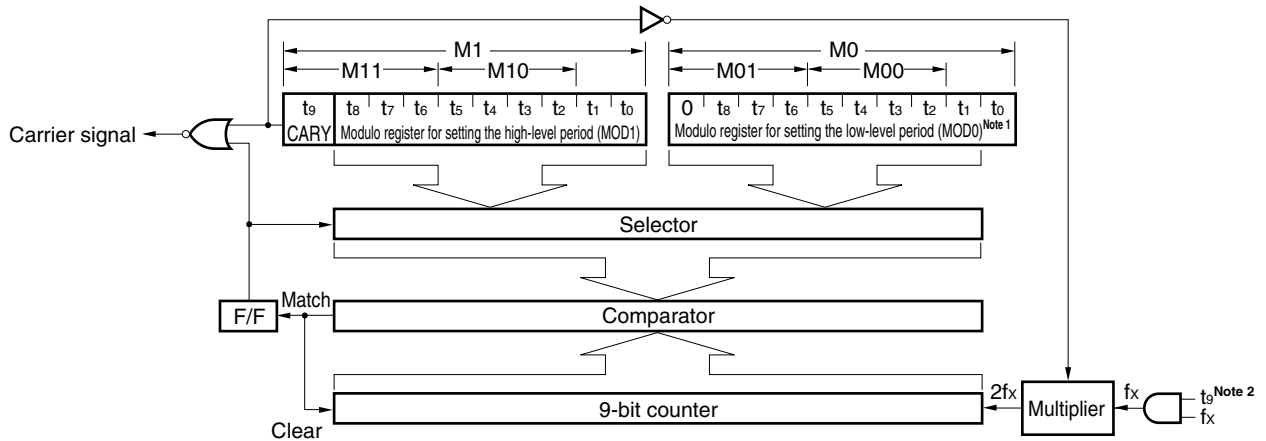 M1
M0
M11
M10
M01
M00
t9 t8 t7 t6 t5 t4 t3 t2 t1 t0
0 t8 t7 t6 t5 t4 t3 t2 t1 t0
Carrier signal
CARY
Modulo register for setting the high-level period (MOD1)
Modulo register for setting the low-level period (MOD0)Note 1
Selector
F/F
Match
Comparator
9-bit counter
Clear
2fX
Multiplier
fX
t9Note 2
fX